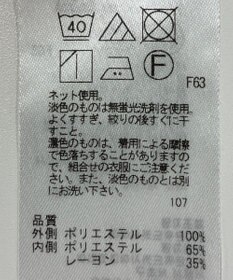 40
F
F63
ネット使用。
淡色のものは無蛍光洗剤を使用。
よくすすぎ、絞りの後すぐに干
すこと。
濃色のものは、着用による摩擦
で色落ちすることがありますの
で、組合せの衣服にご注意くだ
さい。また、淡色のものとは別
にお洗い下さい。
107
品質
外側 ポリエステル 100%
内側 ポリエステル 65%
レーヨン 35%